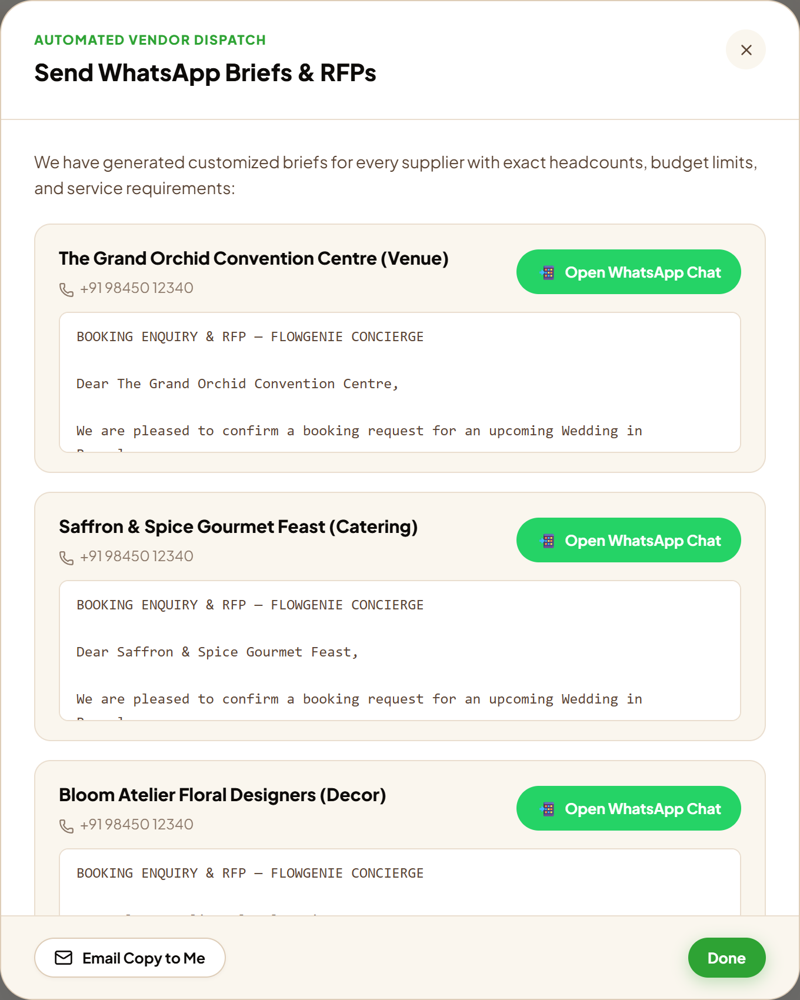 AUTOMATED VENDOR DISPATCH
Send WhatsApp Briefs & RFPs
We have generated customized briefs for every supplier with exact headcounts, budget limits,
and service requirements:
The Grand Orchid Convention Centre (Venue)
Open WhatsApp Chat
+91 98450 12340
BOOKING ENQUIRY & RFP — FLOWGENIE CONCIERGE
Dear The Grand Orchid Convention Centre,
We are pleased to confirm a booking request for an upcoming Wedding in
Saffron & Spice Gourmet Feast (Catering)
Open WhatsApp Chat
+91 98450 12340
BOOKING ENQUIRY & RFP — FLOWGENIE CONCIERGE
Dear Saffron & Spice Gourmet Feast,
We are pleased to confirm a booking request for an upcoming Wedding in
Bloom Atelier Floral Designers (Decor)
Open WhatsApp Chat
+91 98450 12340
BOOKING ENQUIRY & RFP — FLOWGENIE CONCIERGE
Email Copy to Me
Done